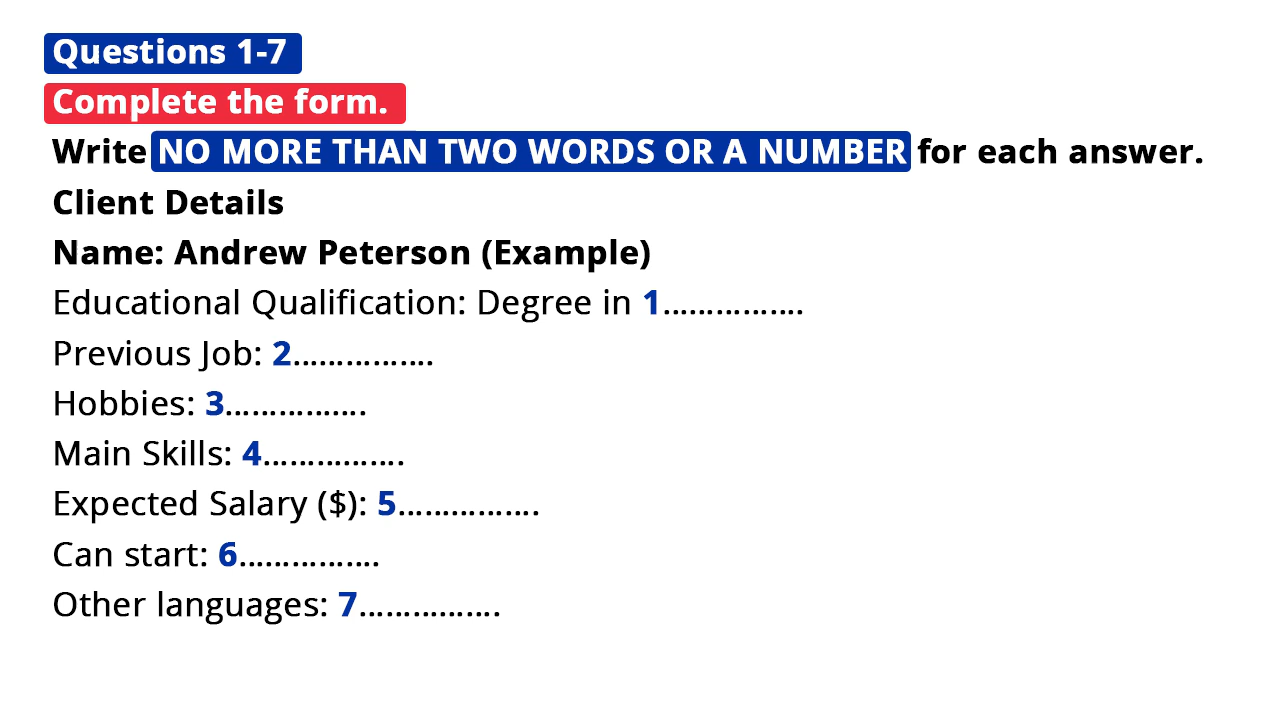 Questions 1-7
Complete the form.
Write NO MORE THAN TWO WORDS OR A NUMBER for each answer.
Client Details
Name: Andrew Peterson (Example)
Educational Qualification: Degree in 1................
Previous Job: 2................
Hobbies: 3................
Main Skills: 4................
Expected Salary ($): 5................
Can start: 6................
Other languages: 7................